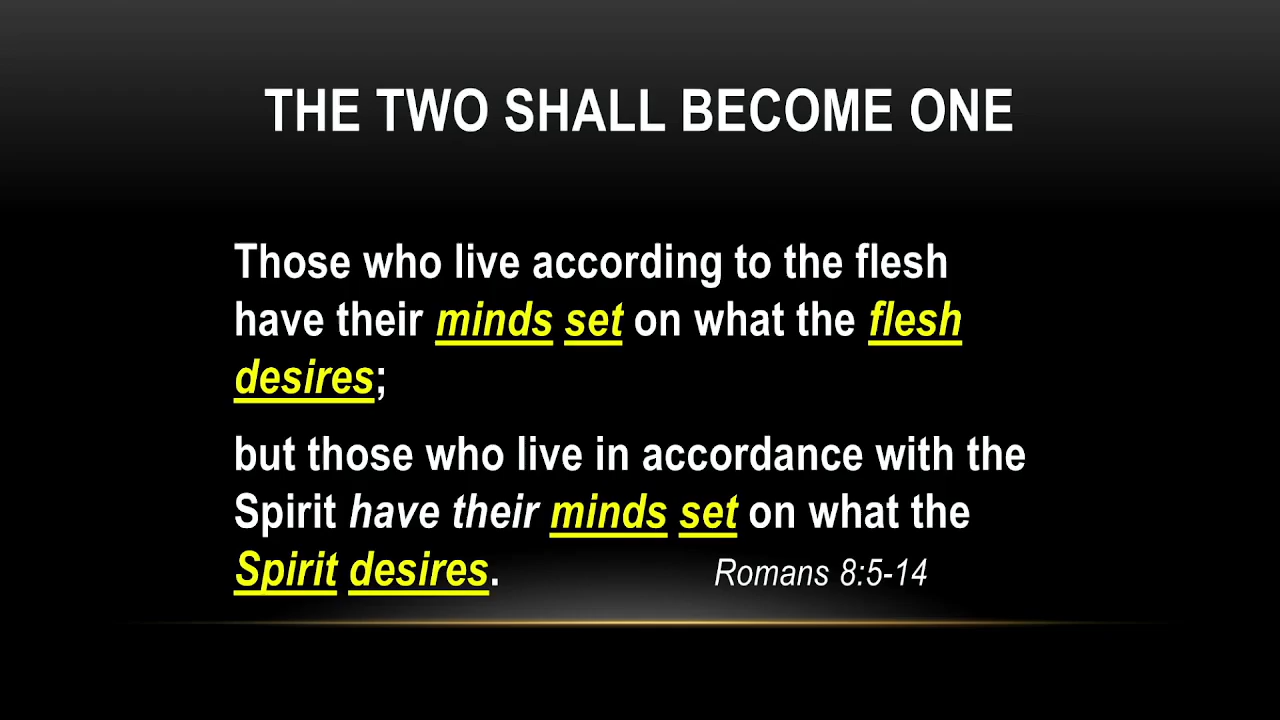 THE TWO SHALL BECOME ONE
Those who live according to the flesh
have their minds set on what the flesh
desires;
but those who live in accordance with the
Spirit have their minds set on what the
Spirit desires. Romans 8:5-14